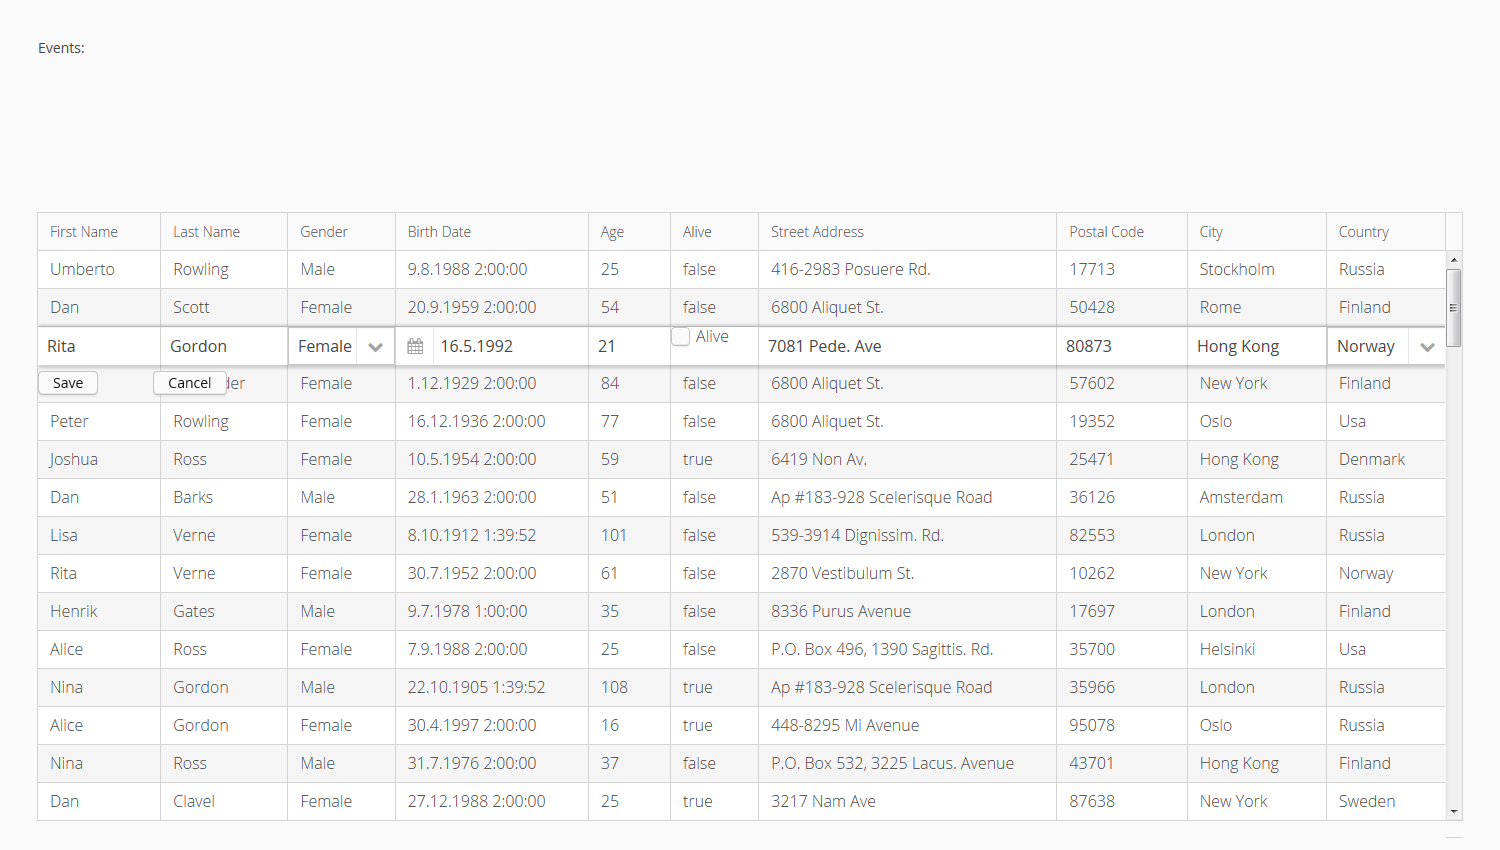 Events:
First Name Last Name Gender Birth Date Age Alive Street Address Postal Code City Country
Umberto Rowling Male 9.8.1988 2:00:00 25 false 416-2983 Posuere Rd. 17713 Stockholm Russia
Dan Scott Female 20.9.1959 2:00:00 54 false 6800 Aliquet St. 50428 Rome Finland
Rita Gordon Female 16.5.1992 21 Alive 7081 Pede. Ave 80873 Hong Kong Norway
Save Cancel Female 1.12.1929 2:00:00 84 false 6800 Aliquet St. 57602 New York Finland
Peter Rowling Female 16.12.1936 2:00:00 77 false 6800 Aliquet St. 19352 Oslo Usa
Joshua Ross Female 10.5.1954 2:00:00 59 true 6419 Non Av. 25471 Hong Kong Denmark
Dan Barks Male 28.1.1963 2:00:00 51 false Ap #183-928 Scelerisque Road 36126 Amsterdam Russia
Lisa Verne Female 8.10.1912 1:39:52 101 false 539-3914 Dignissim. Rd. 82553 London Russia
Rita Verne Female 30.7.1952 2:00:00 61 false 2870 Vestibulum St. 10262 New York Norway
Henrik Gates Male 9.7.1978 1:00:00 35 false 8336 Purus Avenue 17697 London Finland
Alice Ross Female 7.9.1988 2:00:00 25 false P.O. Box 496, 1390 Sagittis. Rd. 35700 Helsinki Usa
Nina Gordon Male 22.10.1905 1:39:52 108 true Ap #183-928 Scelerisque Road 35966 London Russia
Alice Gordon Female 30.4.1997 2:00:00 16 true 448-8295 Mi Avenue 95078 Oslo Russia
Nina Ross Male 31.7.1976 2:00:00 37 false P.O. Box 532, 3225 Lacus. Avenue 43701 Hong Kong Finland
Dan Clavel Female 27.12.1988 2:00:00 25 true 3217 Nam Ave 87638 New York Sweden